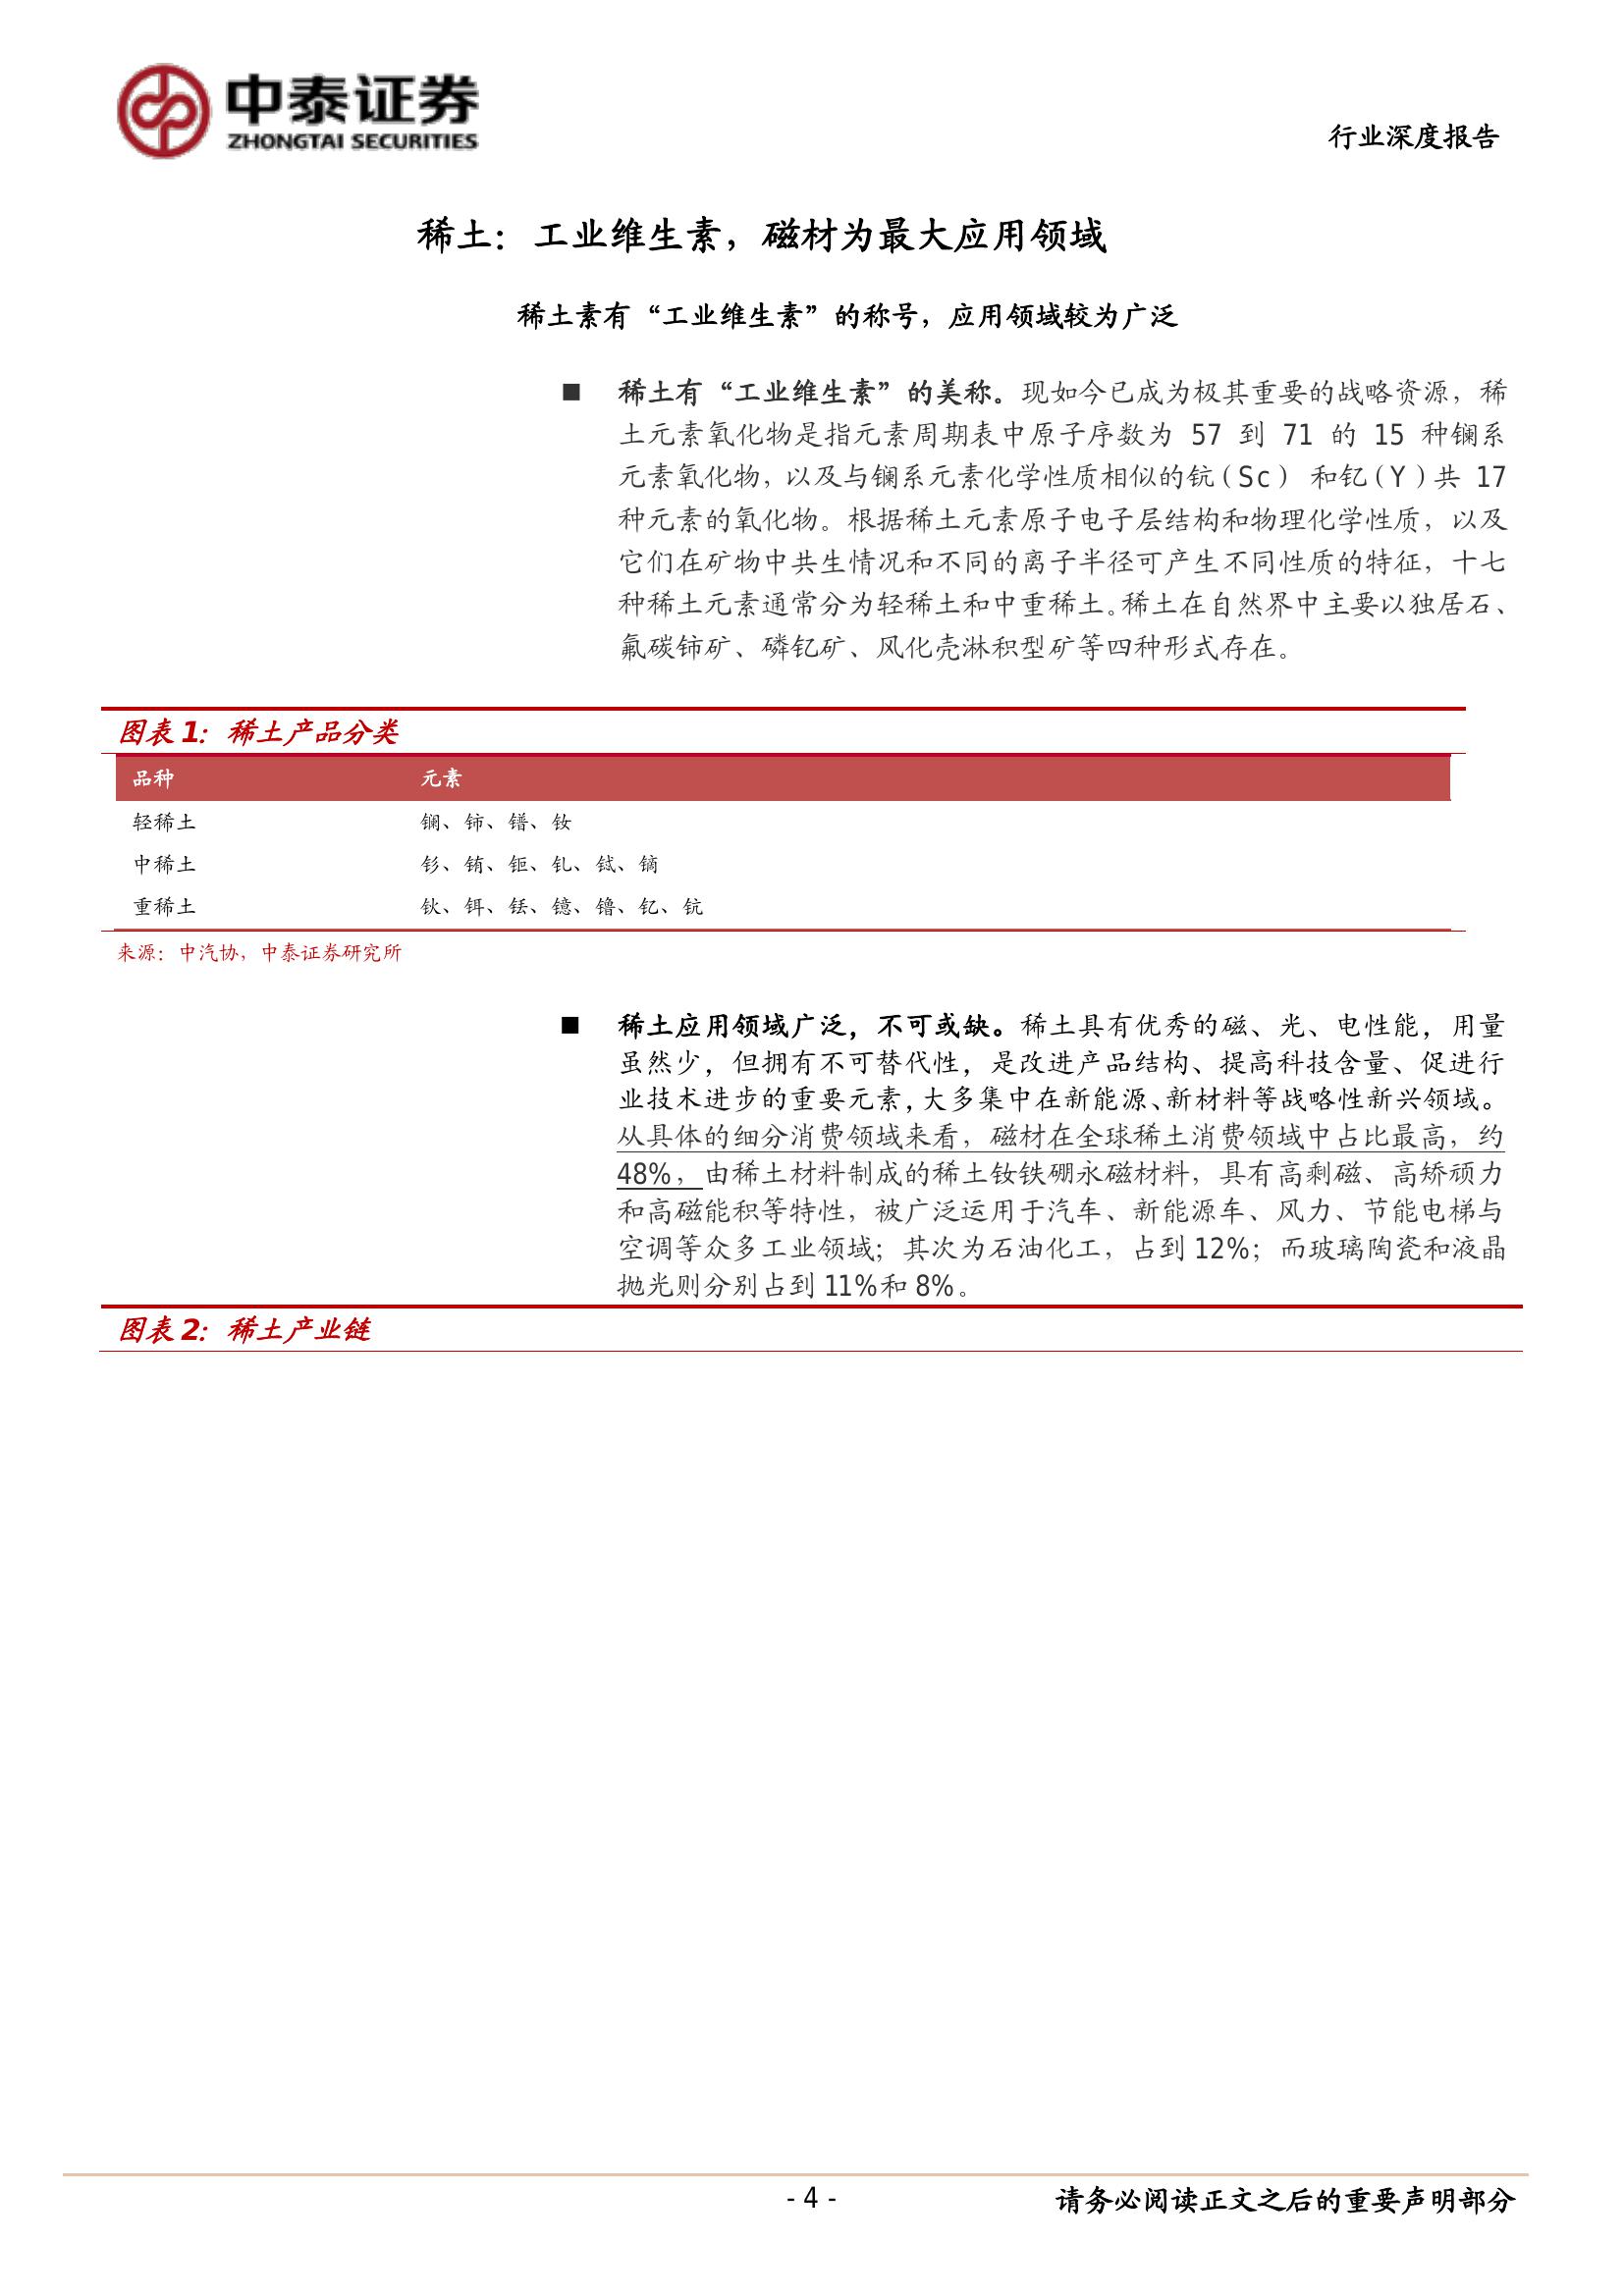 中泰证券
ZHONGTAI SECURITIES
行业深度报告
稀土：工业维生素，磁材为最大应用领域
稀土素有“工业维生素”的称号，应用领域较为广泛
■ 稀土有“工业维生素”的美称。现如今已成为极其重要的战略资源，稀
土元素氧化物是指元素周期表中原子序数为 57 到 71 的 15 种镧系
元素氧化物，以及与镧系元素化学性质相似的钪(Sc) 和钇(Y)共 17
种元素的氧化物。根据稀土元素原子电子层结构和物理化学性质，以及
它们在矿物中共生情况和不同的离子半径可产生不同性质的特征，十七
种稀土元素通常分为轻稀土和中重稀土。稀土在自然界中主要以独居石、
氟碳铈矿、磷钇矿、风化壳淋积型矿等四种形式存在。
图表1：稀土产品分类
品种 元素
轻稀土 镧、铈、镨、钕
中稀土 钐、铕、钷、钆、铽、镝
重稀土 钬、铒、铥、镱、镥、钇、钪
来源：中汽协，中泰证券研究所
■ 稀土应用领域广泛，不可或缺。稀土具有优秀的磁、光、电性能，用量
虽然少，但拥有不可替代性，是改进产品结构、提高科技含量、促进行
业技术进步的重要元素，大多集中在新能源、新材料等战略性新兴领域。
从具体的细分消费领域来看，磁材在全球稀土消费领域中占比最高，约
48%，由稀土材料制成的稀土钕铁硼永磁材料，具有高剩磁、高矫顽力
和高磁能积等特性，被广泛运用于汽车、新能源车、风力、节能电梯与
空调等众多工业领域；其次为石油化工，占到 12%；而玻璃陶瓷和液晶
抛光则分别占到 11%和 8%。
图表2：稀土产业链
- 4 -
请务必阅读正文之后的重要声明部分